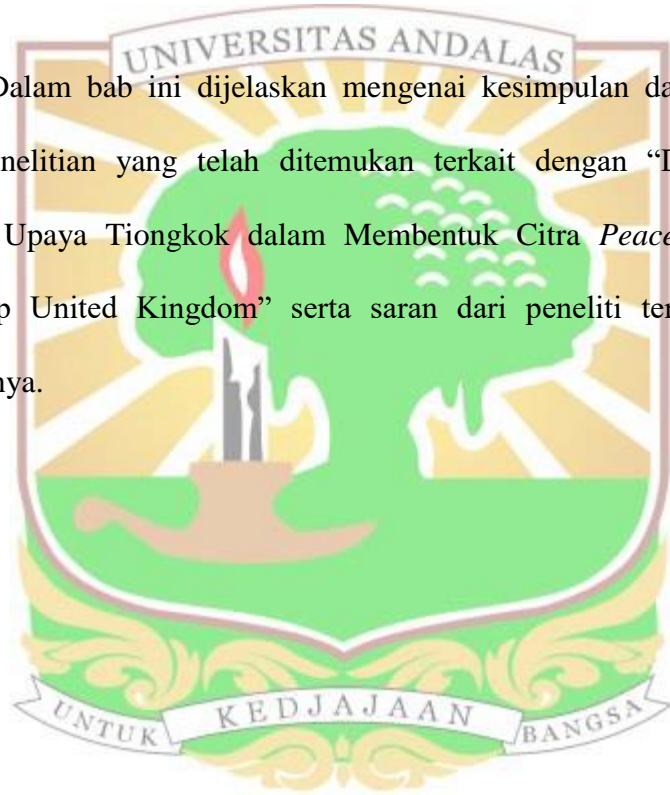 UNIVERSITAS ANDALAS
Dalam bab ini dijelaskan mengenai kesimpulan da
nelitian yang telah ditemukan terkait dengan “D
Upaya Tiongkok dalam Membentuk Citra Peace
p United Kingdom” serta saran dari peneliti ter
nya.
UNTUK KEDJAJAAN BANGSA